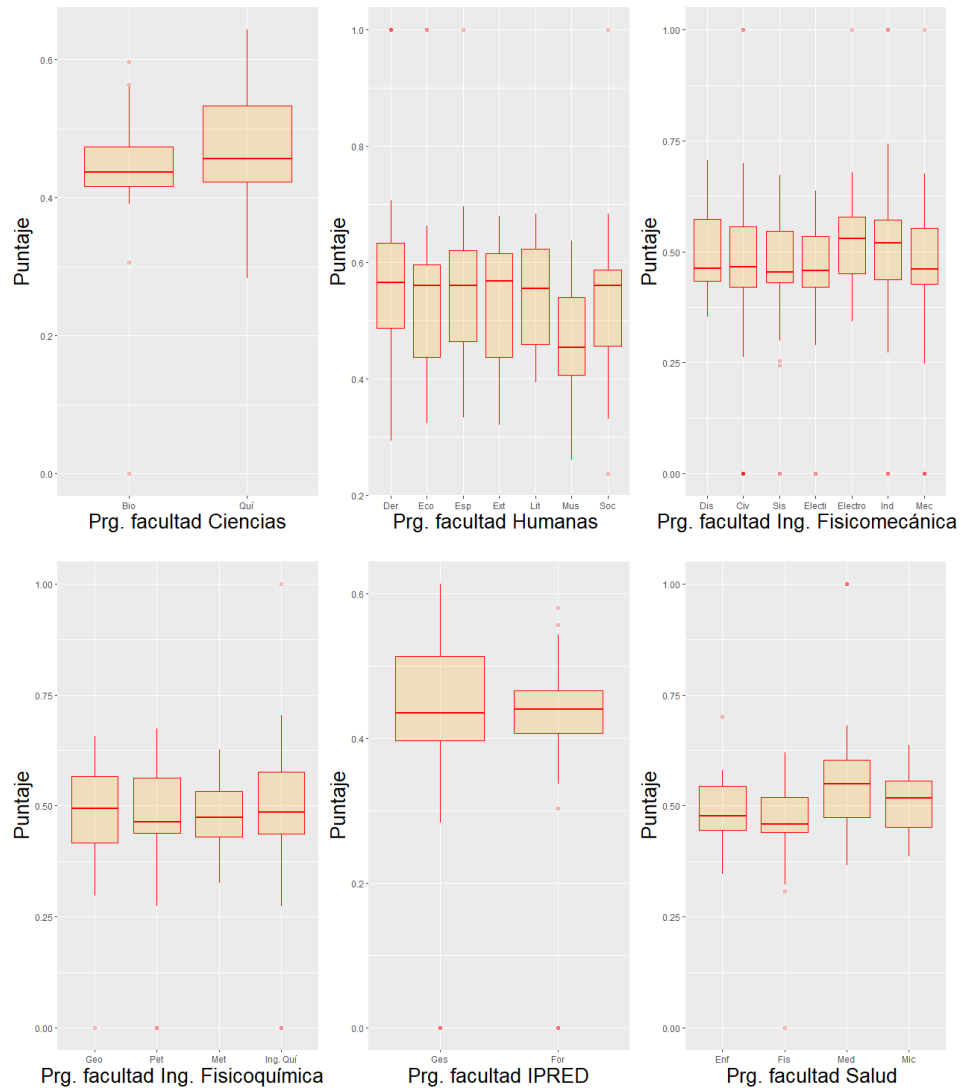 Puntaje
0.6
0.4
0.2
0.0
Bio Quí
Prg. facultad Ciencias
Puntaje
1.0
0.8
0.6
0.4
0.2
Der Eco Esp Ext Lit Mus Soc
Prg. facultad Humanas
Puntaje
1.00
0.75
0.50
0.25
0.00
Dis Civ Sis Electi Electro Ind Mec
Prg. facultad Ing. Fisicomecánica
Puntaje
1.00
0.75
0.50
0.25
0.00
Geo Pet Met Ing. Quí
Prg. facultad Ing. Fisicoquímica
Puntaje
0.6
0.4
0.2
0.0
Ges For
Prg. facultad IPRED
Puntaje
1.00
0.75
0.50
0.25
0.00
Enf Fis Med Mic
Prg. facultad Salud